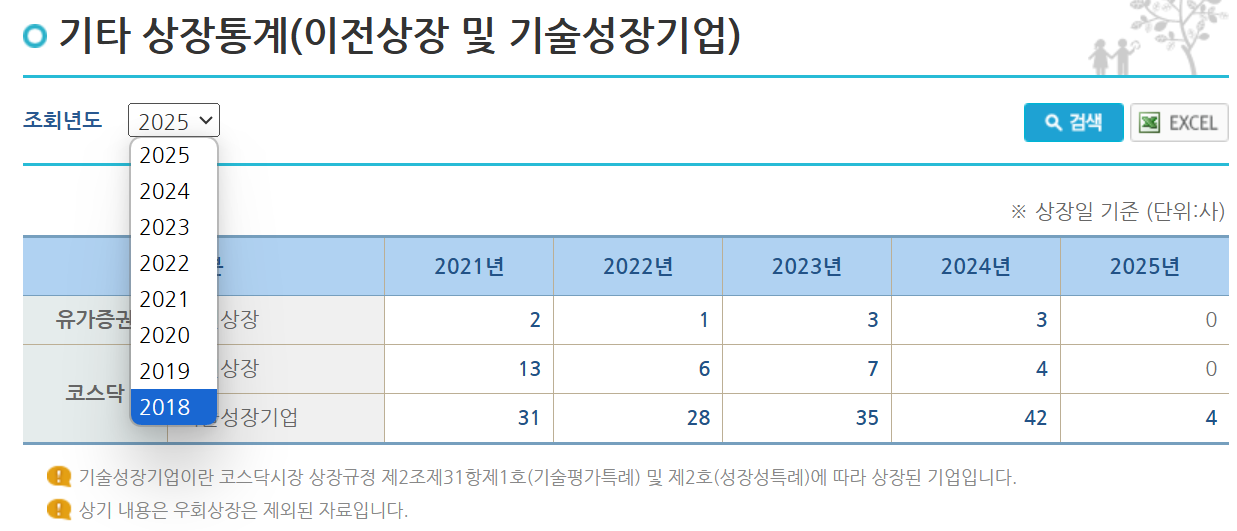 기타 상장통계(이전상장 및 기술성장기업)
조회년도 2025 검색 EXCEL
2025
2024
2023
2022
2021
2020
2019
2018
※ 상장일 기준 (단위:사)
2021년 2022년 2023년 2024년 2025년
유가증권 상장 2 1 3 3 0
코스닥 상장 13 6 7 4 0
성장기업 31 28 35 42 4
기술성장기업이란 코스닥시장 상장규정 제2조제31항제1호(기술평가특례) 및 제2호(성장성특례)에 따라 상장된 기업입니다.
상기 내용은 우회상장은 제외된 자료입니다.